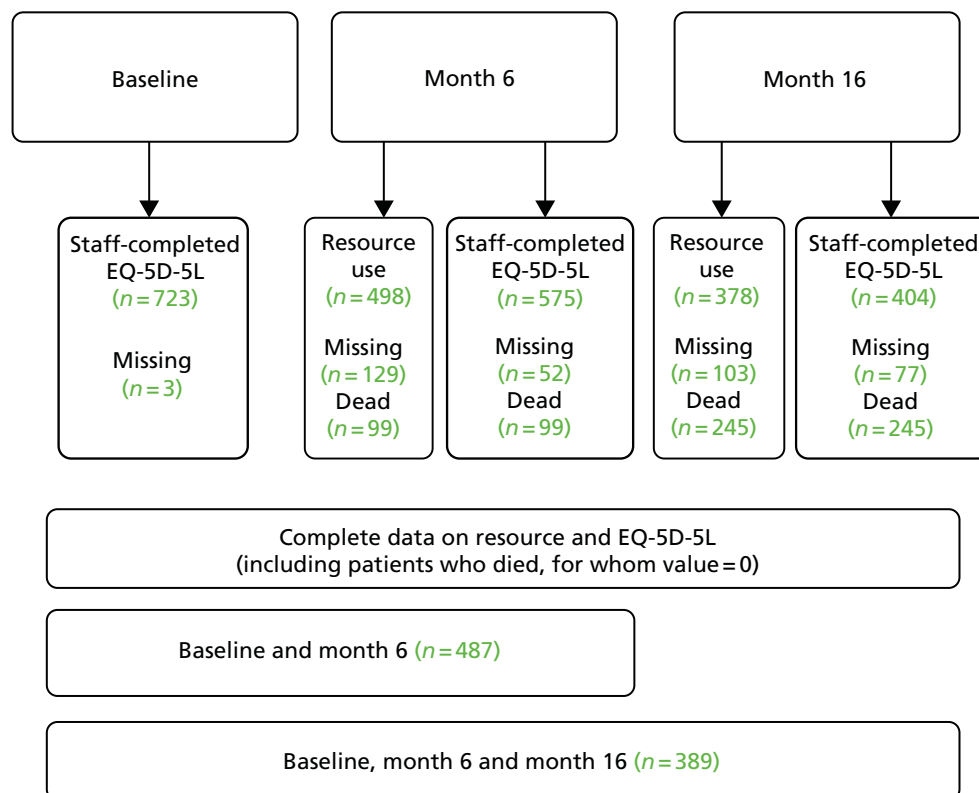 Baseline
Month 6
Month 16
Staff-completed
EQ-5D-5L
(n=723)
Missing
(n=3)
Resource
use
(n=498)
Missing
(n=129)
Dead
(n=99)
Staff-completed
EQ-5D-5L
(n=575)
Missing
(n=52)
Dead
(n=99)
Resource
use
(n=378)
Missing
(n=103)
Dead
(n=245)
Staff-completed
EQ-5D-5L
(n=404)
Missing
(n=77)
Dead
(n=245)
Complete data on resource and EQ-5D-5L
(including patients who died, for whom value=0)
Baseline and month 6 (n=487)
Baseline, month 6 and month 16 (n=389)